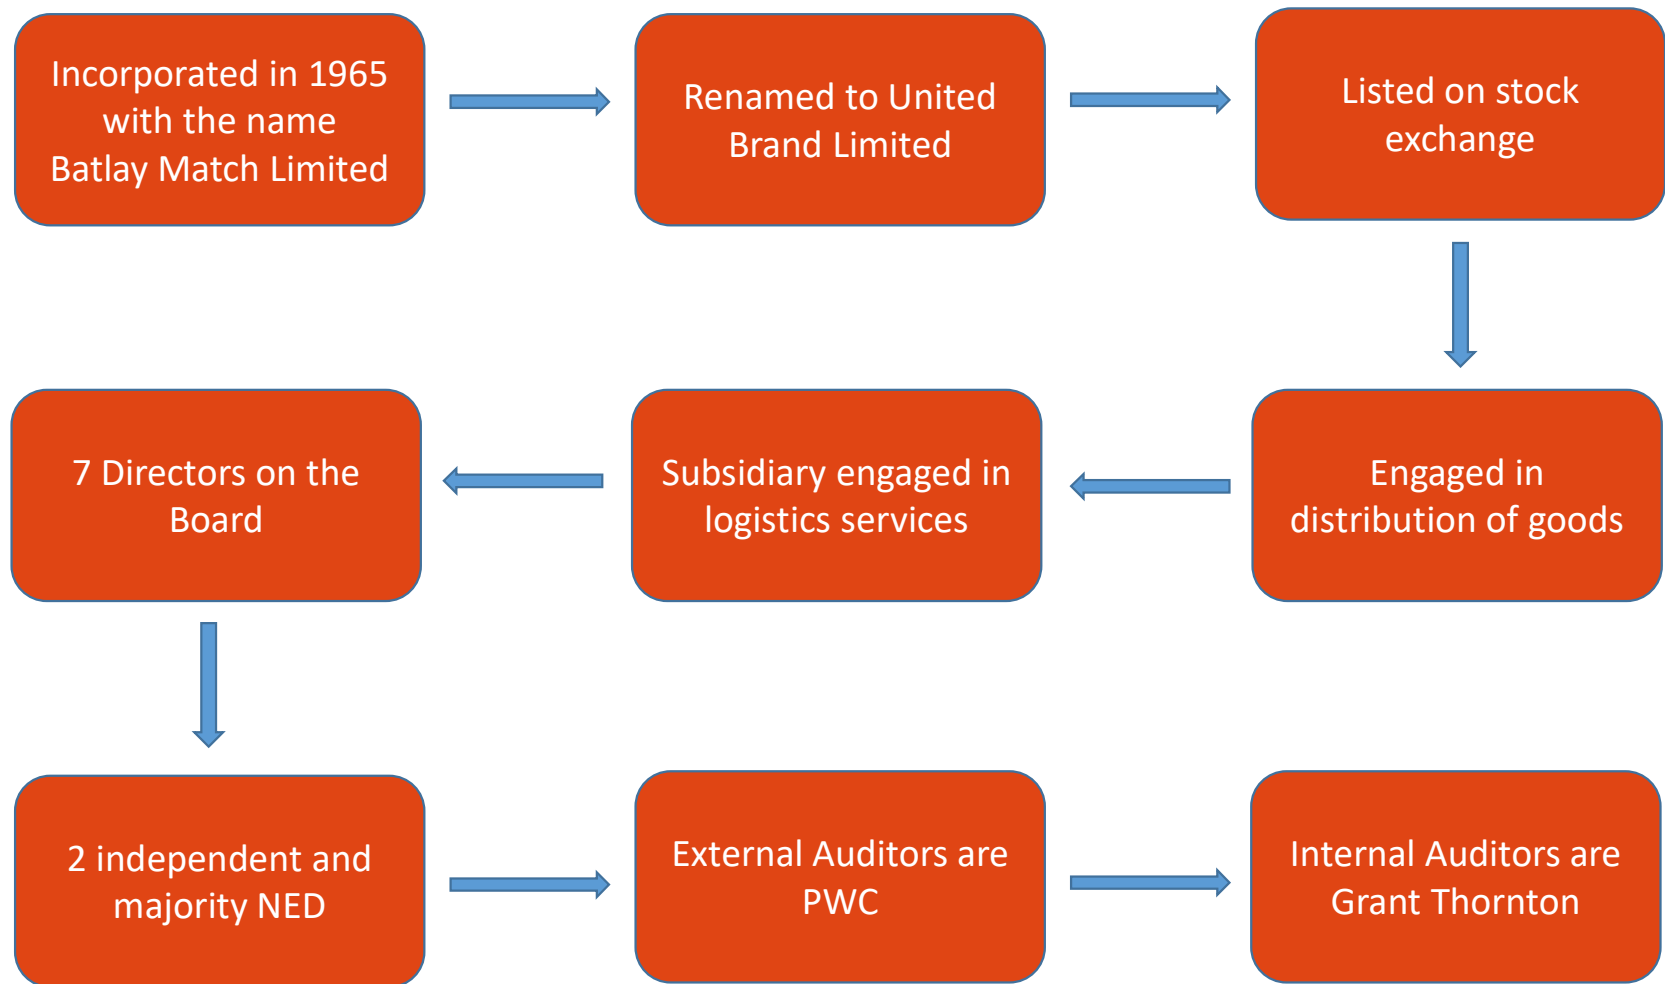 Incorporated in 1965
with the name
Batlay Match Limited
Renamed to United
Brand Limited
Listed on stock
exchange
Engaged in
distribution of goods
Subsidiary engaged in
logistics services
7 Directors on the
Board
2 independent and
majority NED
External Auditors are
PWC
Internal Auditors are
Grant Thornton